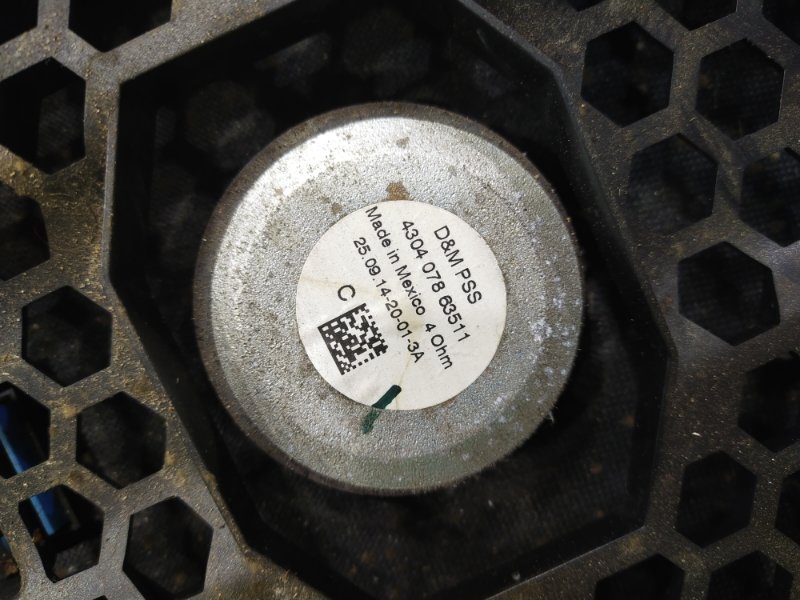 D&M PSS
4304 078 63511
Made in Mexico 4 Ohm
25.09.14-20-01-3A
C